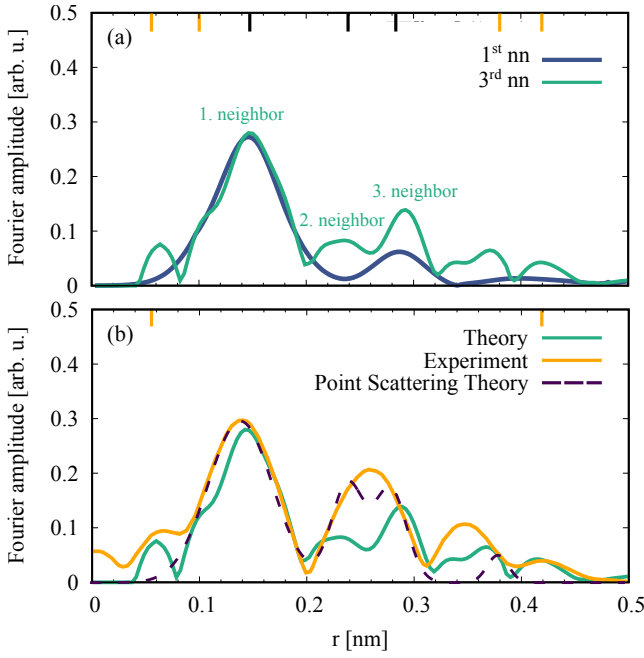 0.5
(a)
1st nn
3rd nn
0.4
0.3
1. neighbor
3. neighbor
0.2
2. neighbor
0.1
0
Fourier amplitude [arb. u.]
0.5
(b)
Theory
Experiment
Point Scattering Theory
0.4
0.3
0.2
0.1
0
Fourier amplitude [arb. u.]
0 0.1 0.2 0.3 0.4 0.5
r [nm]